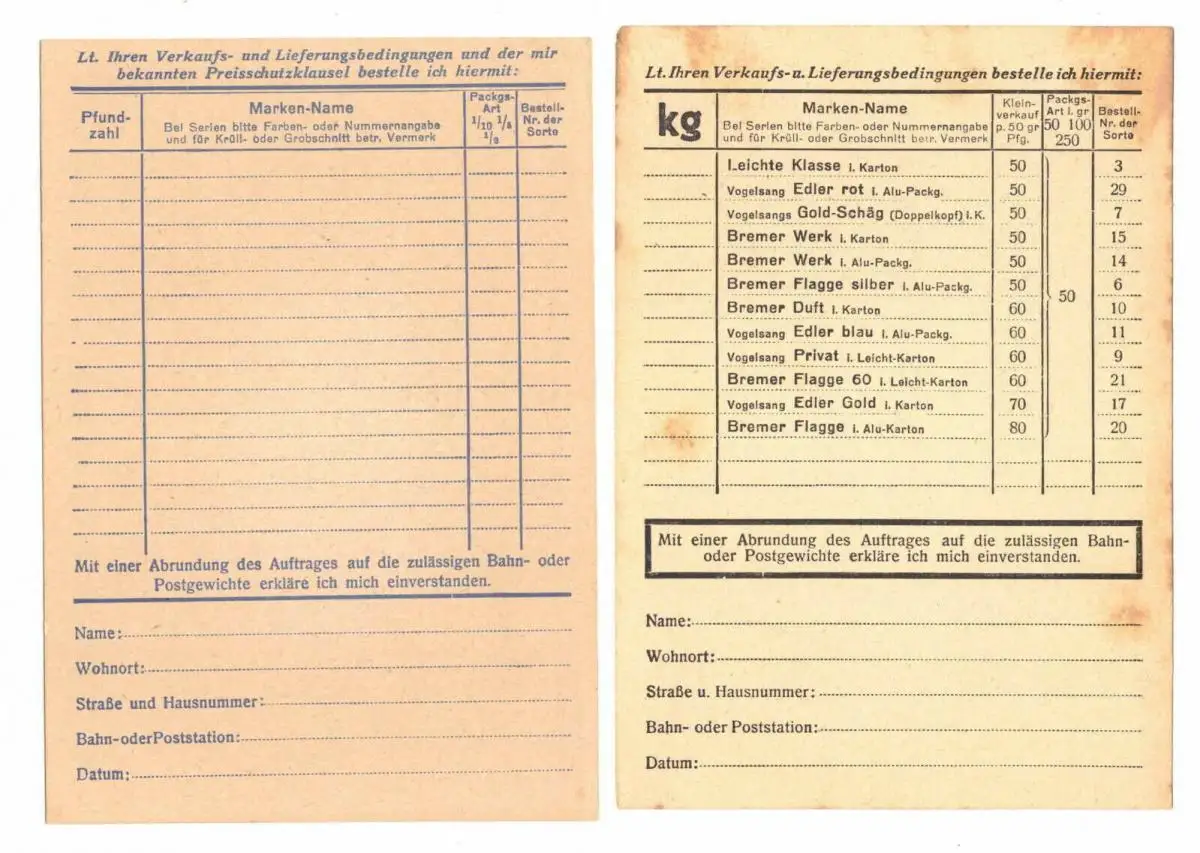 Lt. Ihren Verkaufs- und Lieferungsbedingungen und der mir
bekannten Preisschutzklausel bestelle ich hiermit:
Pfund-
zahl
Marken-Name
Bei Serien bitte Farben- oder Nummernangabe
und für Krüll- oder Grobschnitt betr. Vermerk
Packgs-
Art
1/10 1/5
1/2
Bestell-
Nr. der
Sorte
Mit einer Abrundung des Auftrages auf die zulässigen Bahn- oder
Postgewichte erkläre ich mich einverstanden.
Name:
Wohnort:
Straße und Hausnummer:
Bahn-oder Poststation:
Datum:
Lt. Ihren Verkaufs- u. Lieferungsbedingungen bestelle ich hiermit:
kg
Marken-Name
Bei Serien bitte Farben- oder Nummernangabe
und für Krüll- oder Grobschnitt betr. Vermerk
Klein-
verkauf
p. 50 gr
Pfg.
Packgs-
Art i. gr
50 100
250
Bestell-
Nr. der
Sorte
Leichte Klasse i. Karton 50 3
Vogelsang Edler rot i. Alu-Packg. 50 29
Vogelsangs Gold-Schäg (Doppelkopf) i. K. 50 7
Bremer Werk i. Karton 50 15
Bremer Werk i. Alu-Packg. 50 14
Bremer Flagge silber i. Alu-Packg. 50 6
50
Bremer Duft i. Karton 60 10
Vogelsang Edler blau i. Alu-Packg. 60 11
Vogelsang Privat i. Leicht-Karton 60 9
Bremer Flagge 60 i. Leicht-Karton 60 21
Vogelsang Edler Gold i. Karton 70 17
Bremer Flagge i. Alu-Karton 80 20
Mit einer Abrundung des Auftrages auf die zulässigen Bahn-
oder Postgewichte erkläre ich mich einverstanden.
Name:
Wohnort:
Straße u. Hausnummer:
Bahn- oder Poststation:
Datum: